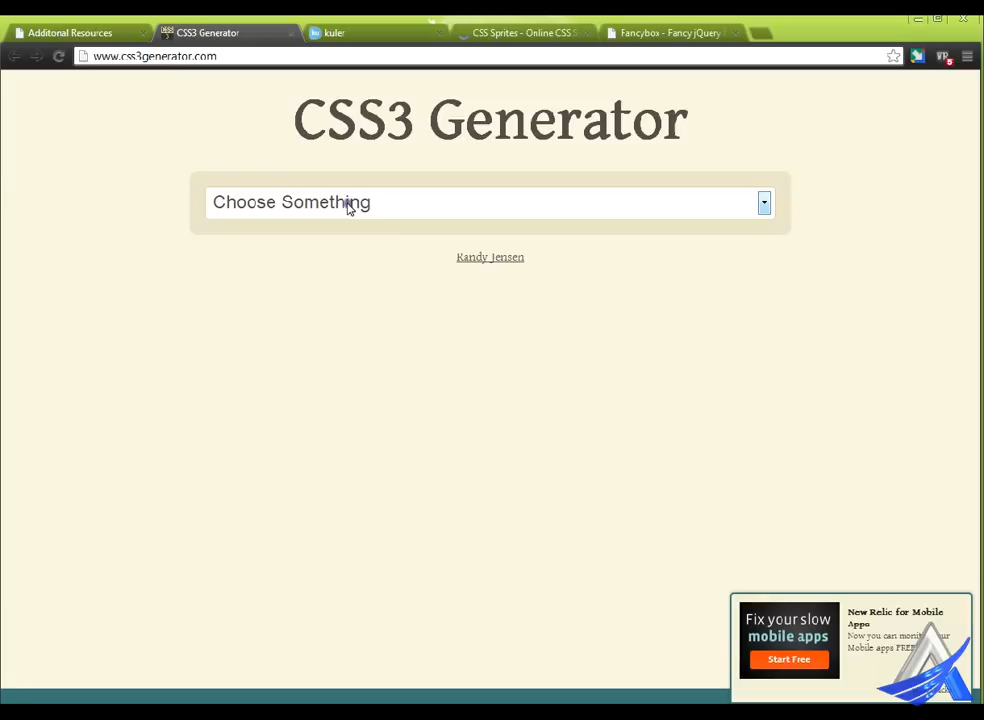 Additonal Resources
CSS3 Generator
kuler
CSS Sprites - Online CSS S
Fancybox - Fancy jQuery
www.css3generator.com
CSS3 Generator
Choose Something
Randy Jensen
Fix your slow
mobile apps
Start Free
New Relic for Mobile
Apps
Now you can
Mobile apps FREE